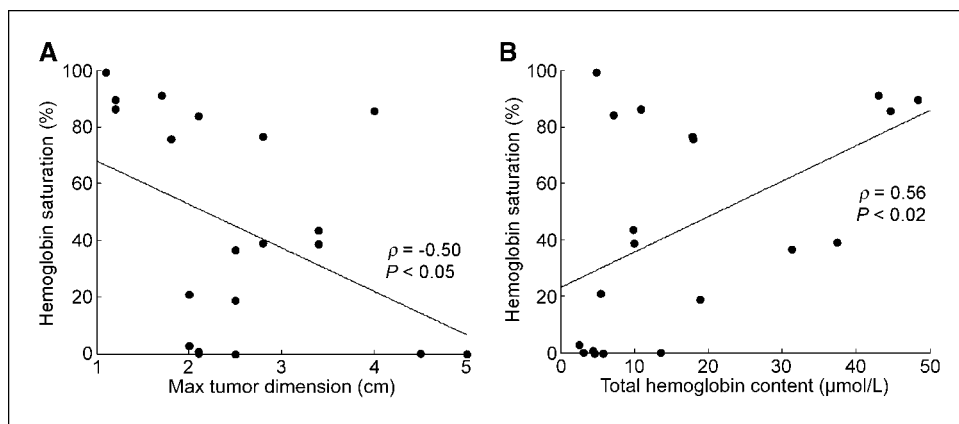 A
B
Hemoglobin saturation (%)
100
80
60
40
20
0
1
2
3
4
5
Max tumor dimension (cm)
ρ = -0.50
P < 0.05
Hemoglobin saturation (%)
100
80
60
40
20
0
0
10
20
30
40
50
Total hemoglobin content (μmol/L)
ρ = 0.56
P < 0.02